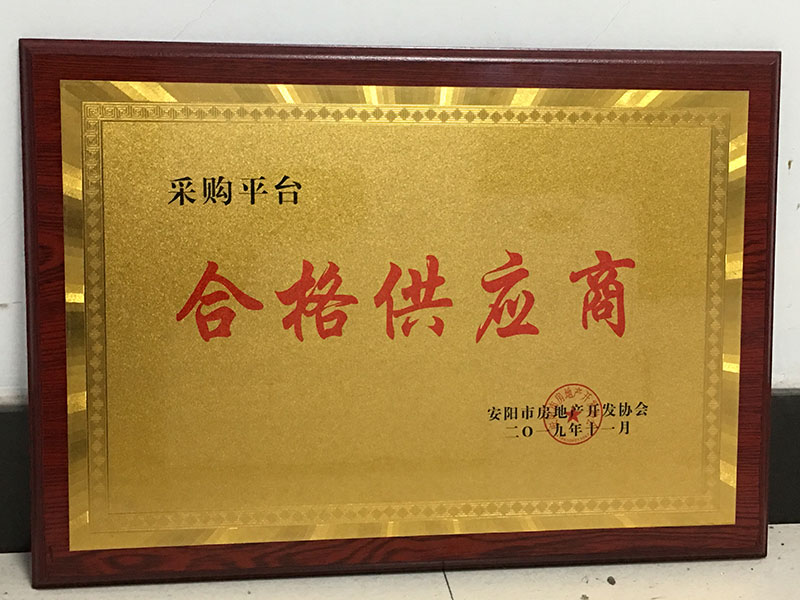 采购平台
合格供应商
安阳市房地产开发协会
二〇一九年十一月